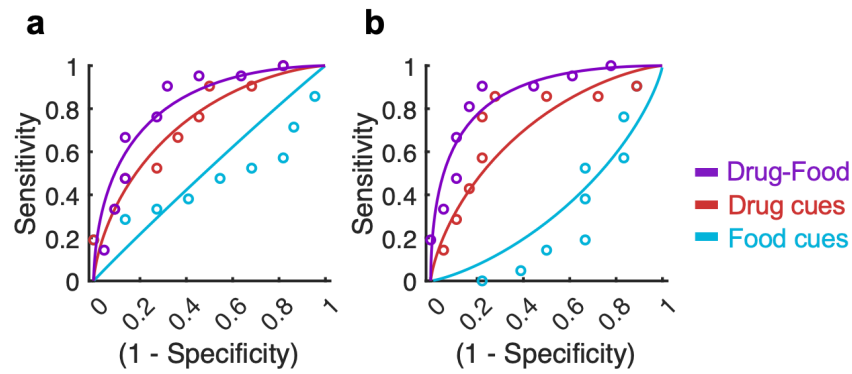 a
b
1
0.8
0.6
0.4
0.2
0
Sensitivity
0 0.2 0.4 0.6 0.8 1
(1 - Specificity)
1
0.8
0.6
0.4
0.2
0
Sensitivity
0 0.2 0.4 0.6 0.8 1
(1 - Specificity)
Drug-Food
Drug cues
Food cues